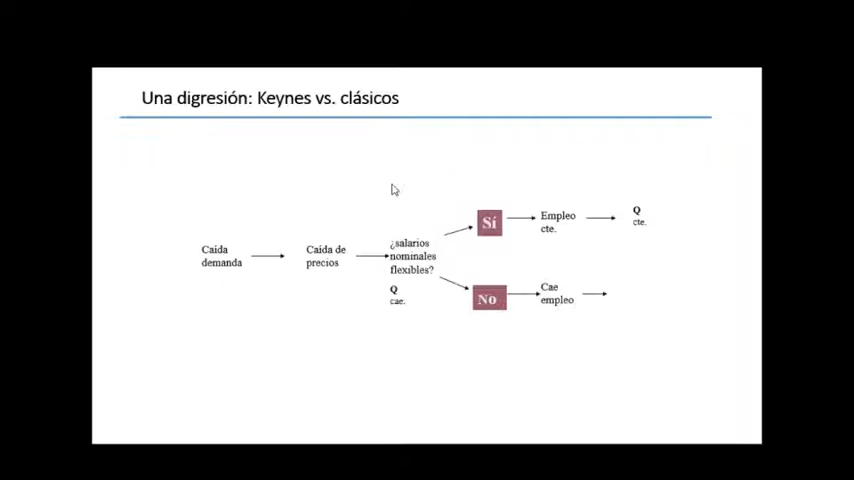 Una digresión: Keynes vs. clásicos
Caída
demanda
Caída de
precios
¿salarios
nominales
flexibles?
Q
cae.
Sí
Empleo
cte.
Q
cte.
No
Cae
empleo